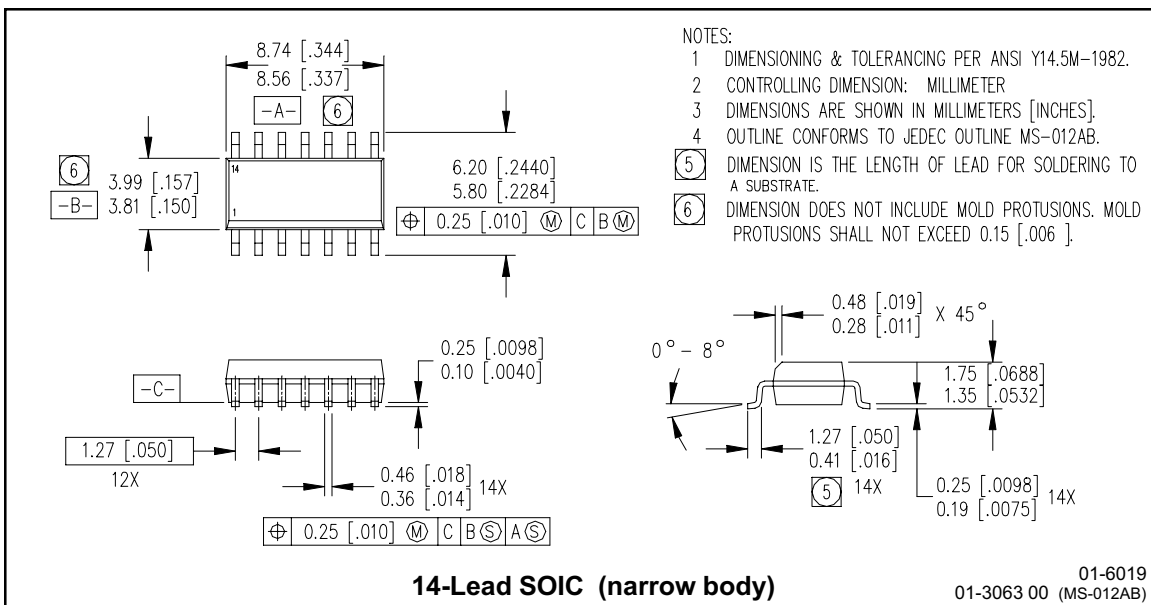 8.74 [.344]
8.56 [.337]
-A- 6
14
1
6
-B-
3.99 [.157]
3.81 [.150]
6.20 [.2440]
5.80 [.2284]
⌖ 0.25 [.010] Ⓜ C B Ⓜ
NOTES:
1 DIMENSIONING & TOLERANCING PER ANSI Y14.5M-1982.
2 CONTROLLING DIMENSION: MILLIMETER
3 DIMENSIONS ARE SHOWN IN MILLIMETERS [INCHES].
4 OUTLINE CONFORMS TO JEDEC OUTLINE MS-012AB.
5 DIMENSION IS THE LENGTH OF LEAD FOR SOLDERING TO
A SUBSTRATE.
6 DIMENSION DOES NOT INCLUDE MOLD PROTUSIONS. MOLD
PROTUSIONS SHALL NOT EXCEED 0.15 [.006 ].
-C-
0.25 [.0098]
0.10 [.0040]
1.27 [.050]
12X
0.46 [.018]
0.36 [.014] 14X
⌖ 0.25 [.010] Ⓜ C B Ⓢ A Ⓢ
0.48 [.019]
0.28 [.011] X 45°
0°-8°
1.75 [.0688]
1.35 [.0532]
1.27 [.050]
0.41 [.016]
5 14X
0.25 [.0098]
0.19 [.0075] 14X
14-Lead SOIC (narrow body)
01-6019
01-3063 00 (MS-012AB)